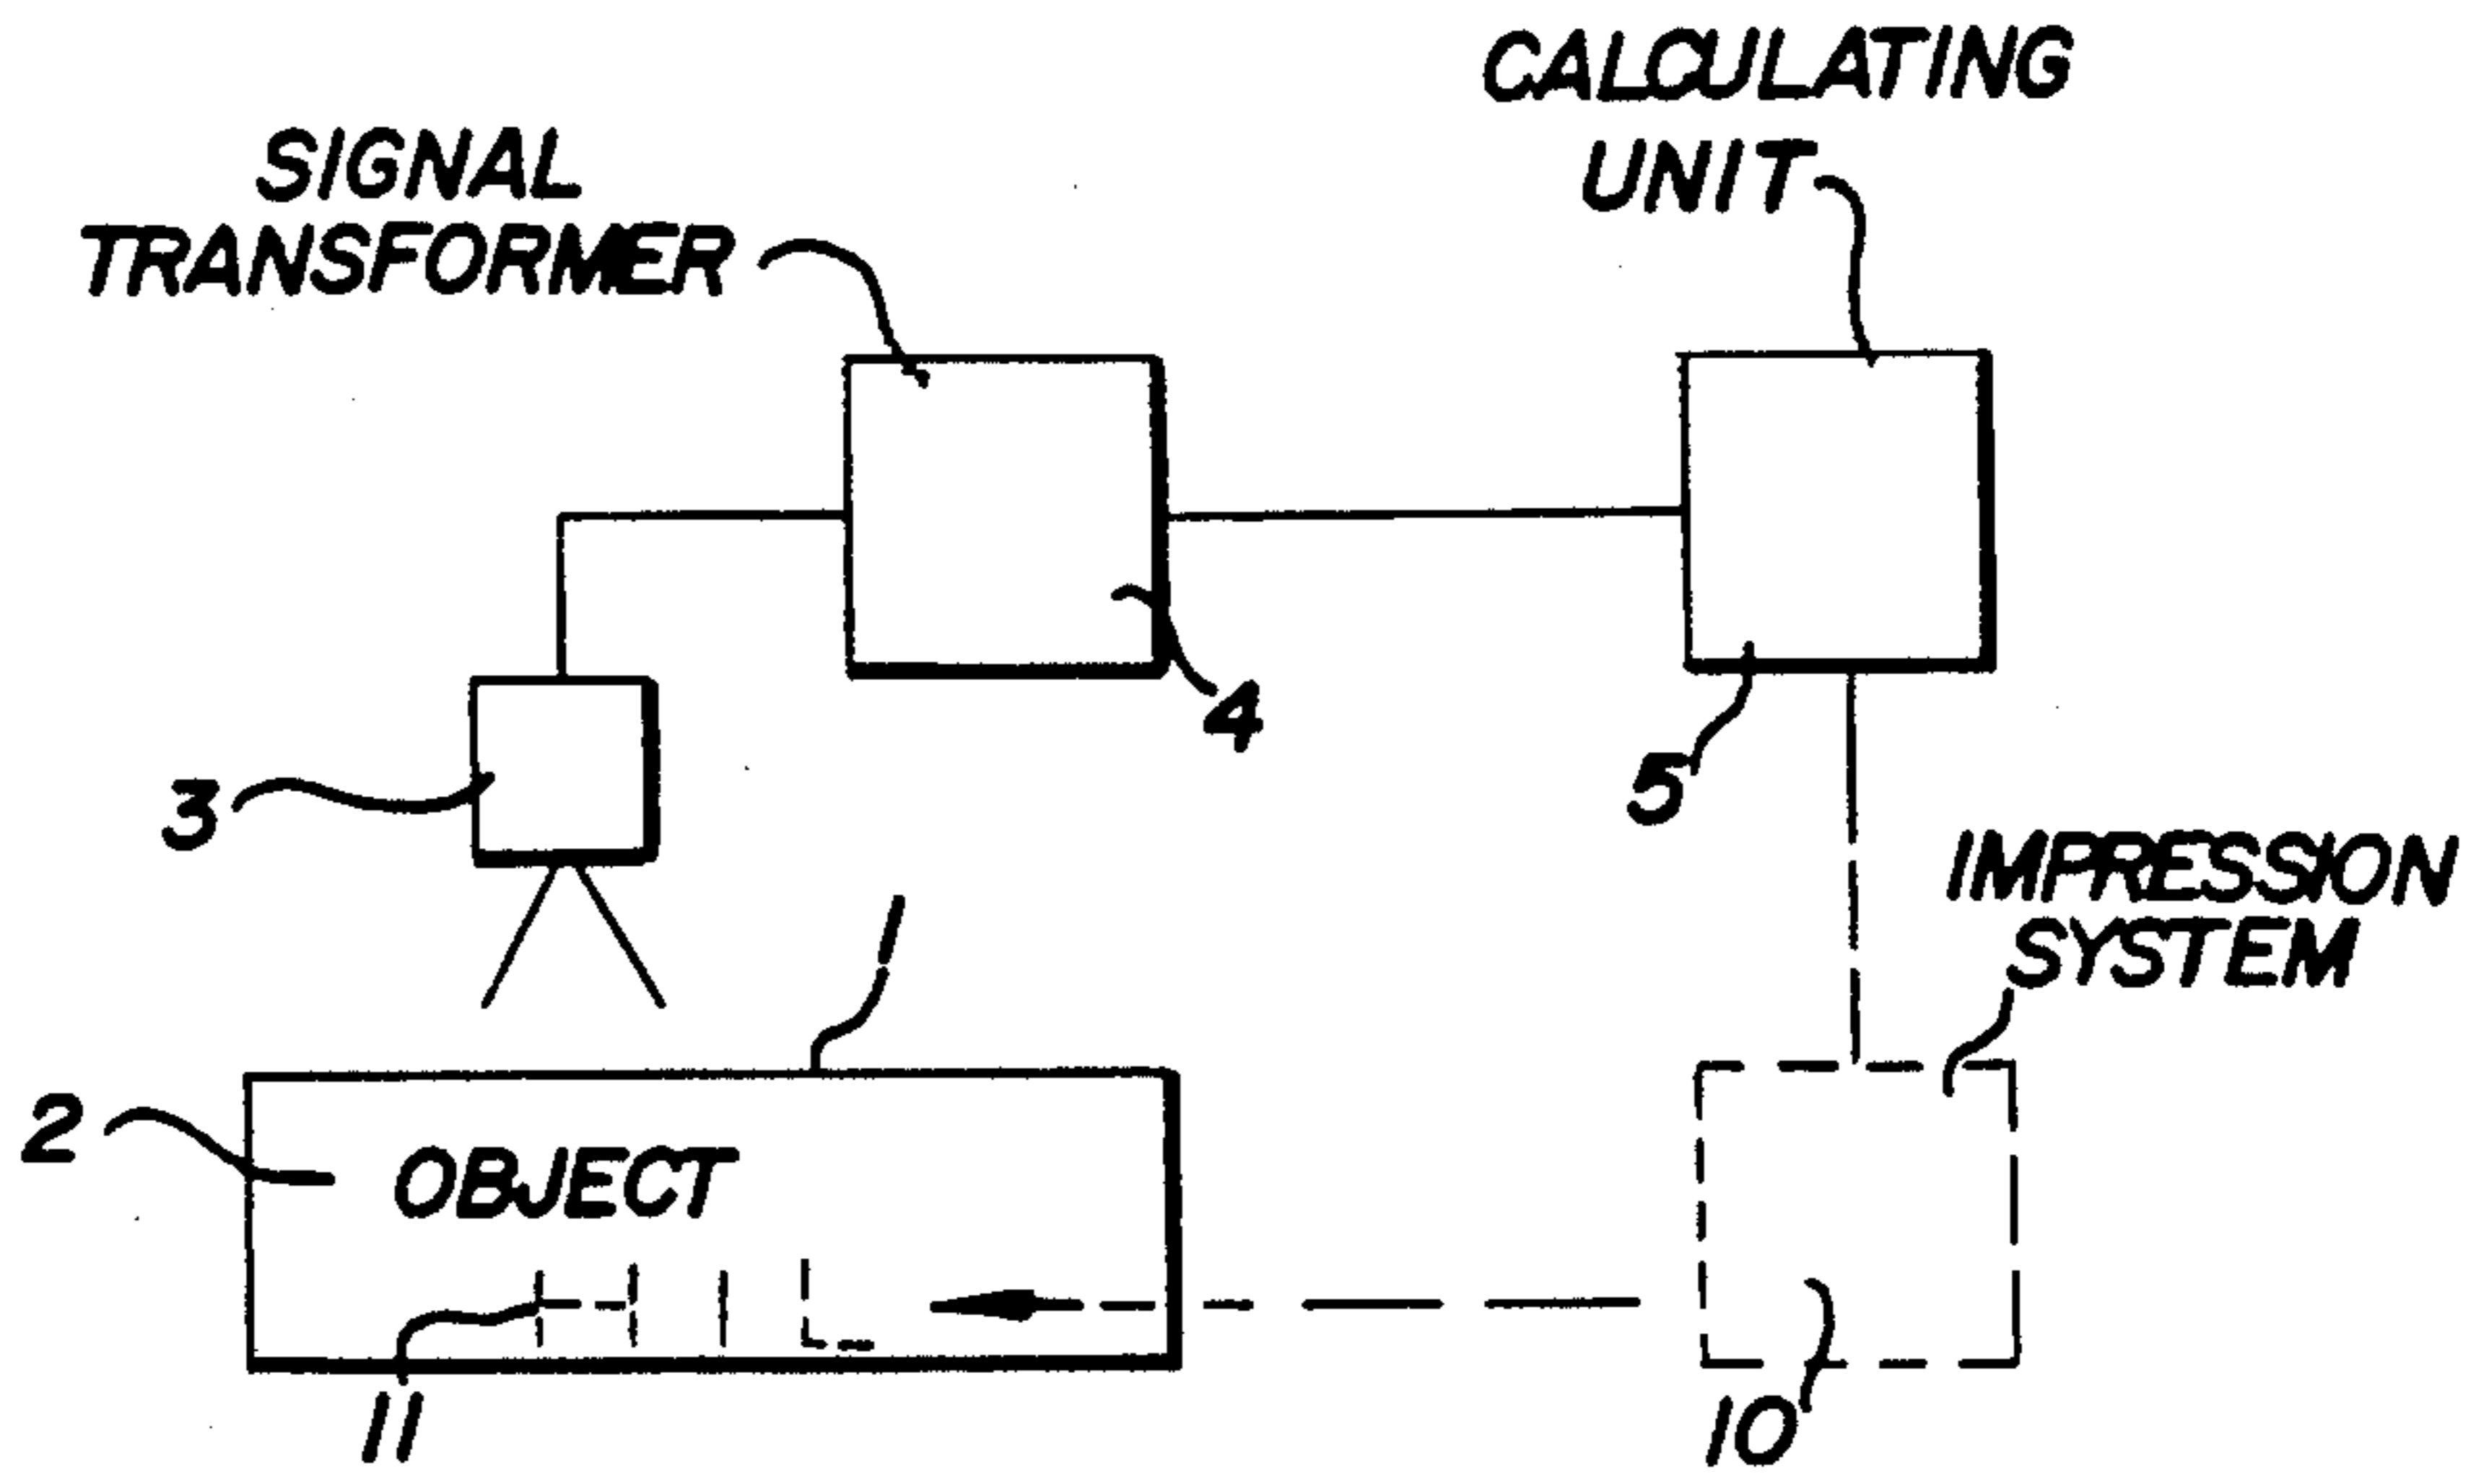 CALCULATING
UNIT
SIGNAL
TRANSFORMER
4
5
3
IMPRESSION
SYSTEM
1
2
OBJECT
11
10